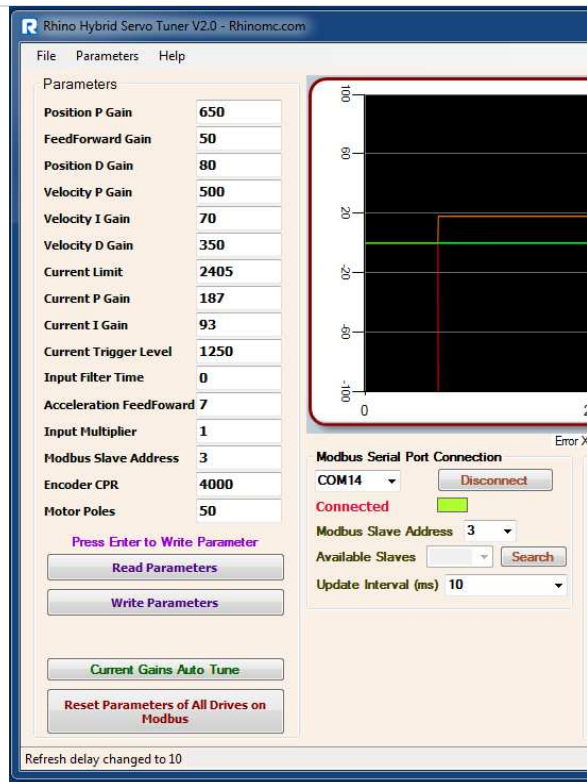 Rhino Hybrid Servo Tuner V2.0 - Rhinomc.com
File Parameters Help
Parameters
Position P Gain 650
FeedForward Gain 50
Position D Gain 80
Velocity P Gain 500
Velocity I Gain 70
Velocity D Gain 350
Current Limit 2405
Current P Gain 187
Current I Gain 93
Current Trigger Level 1250
Input Filter Time 0
Acceleration FeedFoward 7
Input Multiplier 1
Modbus Slave Address 3
Encoder CPR 4000
Motor Poles 50
Press Enter to Write Parameter
Read Parameters
Write Parameters
Current Gains Auto Tune
Reset Parameters of All Drives on
Modbus
Refresh delay changed to 10
100
60
20
-20
-60
-100
0 2
Error X
Modbus Serial Port Connection
COM14 Disconnect
Connected
Modbus Slave Address 3
Available Slaves Search
Update Interval (ms) 10